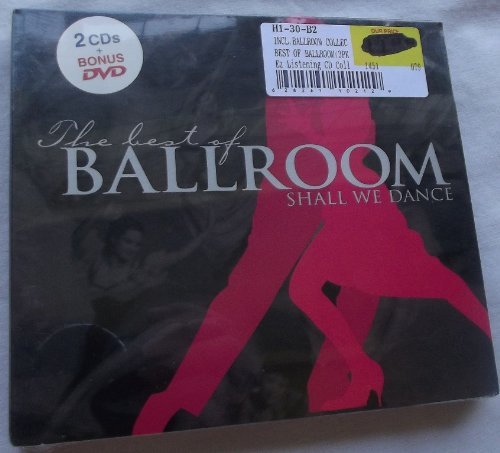 2 CDs
+
BONUS
DVD
H1-30-B2
INCL.BALLROOM COLLEC
BEST OF BALLROOM(2PK
Ez Listening CD Coll
1451
OUR PRICE
The best of
BALLROOM
SHALL WE DANCE